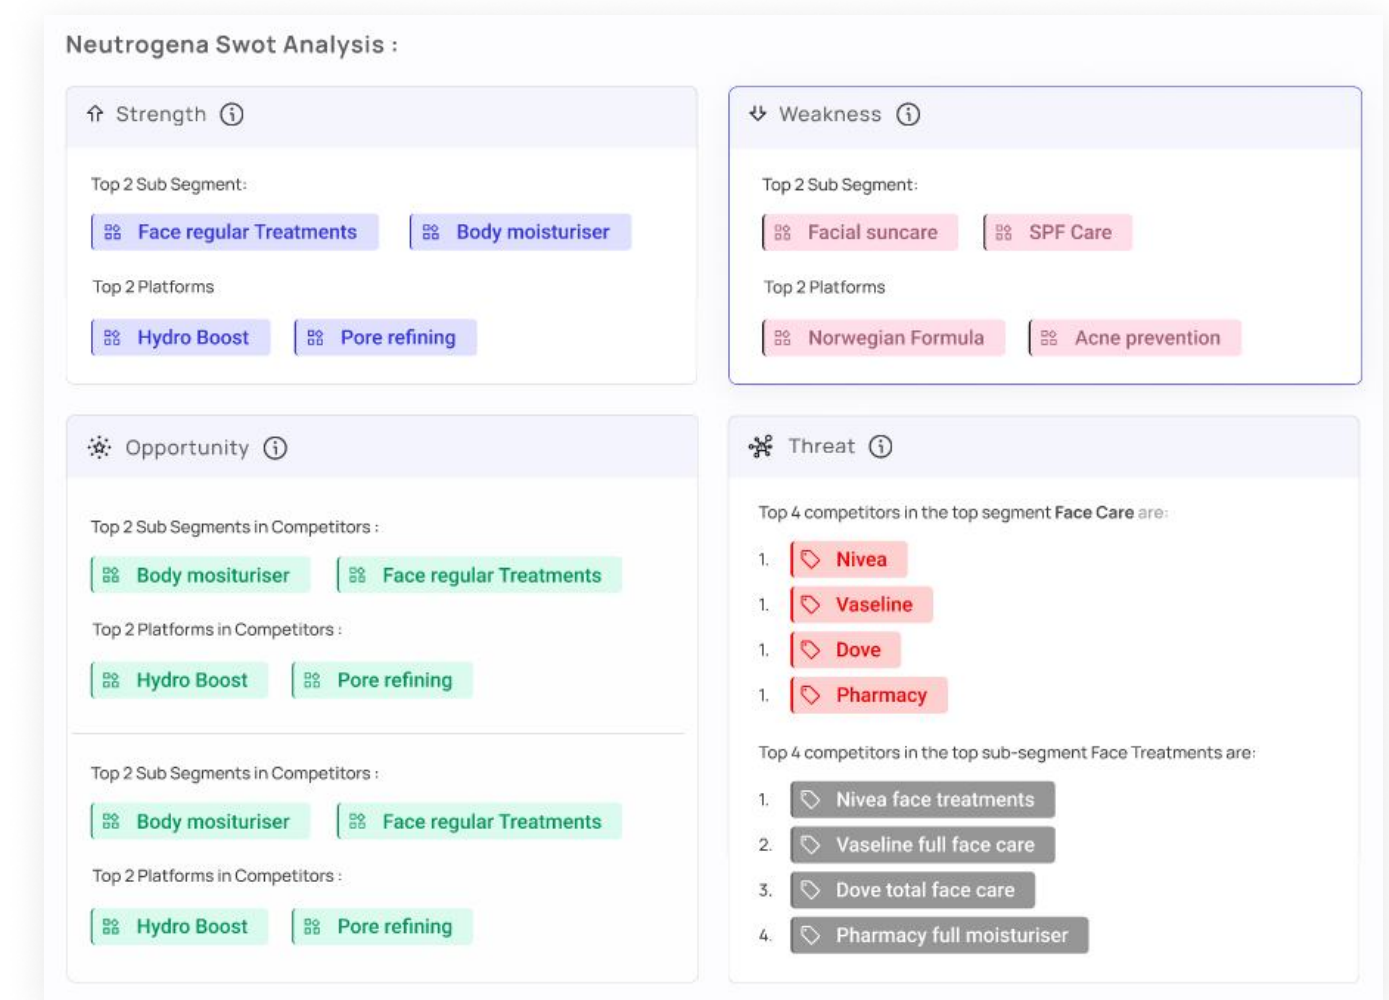 Neutrogena Swot Analysis :
Strength
Top 2 Sub Segment:
Face regular Treatments Body moisturiser
Top 2 Platforms
Hydro Boost Pore refining
Weakness
Top 2 Sub Segment:
Facial suncare SPF Care
Top 2 Platforms
Norwegian Formula Acne prevention
Opportunity
Top 2 Sub Segments in Competitors :
Body mosituriser Face regular Treatments
Top 2 Platforms in Competitors :
Hydro Boost Pore refining
Top 2 Sub Segments in Competitors :
Body mosituriser Face regular Treatments
Top 2 Platforms in Competitors :
Hydro Boost Pore refining
Threat
Top 4 competitors in the top segment Face Care are:
1. Nivea
1. Vaseline
1. Dove
1. Pharmacy
Top 4 competitors in the top sub-segment Face Treatments are:
1. Nivea face treatments
2. Vaseline full face care
3. Dove total face care
4. Pharmacy full moisturiser